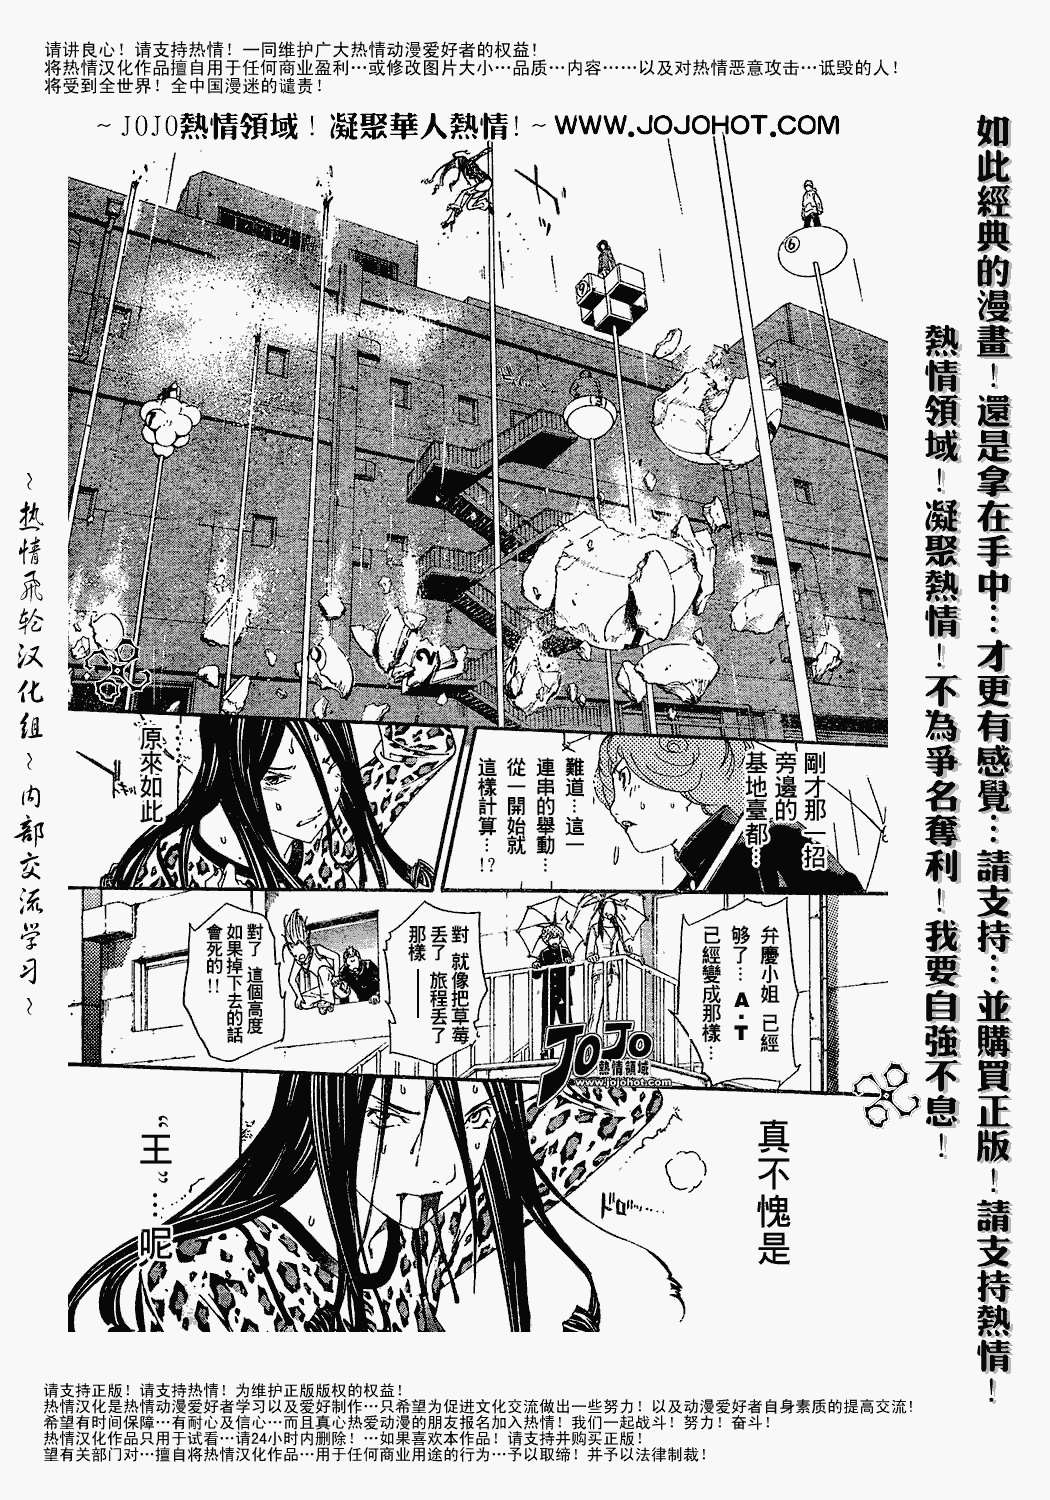 请讲良心！请支持热情！一同维护广大热情动漫爱好者的权益！
将热情汉化作品擅自用于任何商业盈利…或修改图片大小…品质…内容……以及对热情恶意攻击…诋毁的人！
将受到全世界！全中国漫迷的谴责！
~JOJO熱情領域！凝聚華人熱情!~WWW.JOJOHOT.COM
如此經典的漫畫！還是拿在手中…才更有感覺…請支持…並購買正版！請支持熱情！
熱情領域！凝聚熱情！不為爭名奪利！我要自強不息！
~热情飛轮汉化组~内部交流学习~
6
9
2
剛才那一招
旁邊的
基地臺都…
難道…這一
連串的舉動…
從一開始就
這樣計算…!?
原來如此
弁慶小姐 已經
够了… A·T
已經變成那樣…
對 就像把草莓
丢了 旅程丢了
那樣——
對了 這個高度
如果掉下去的話
會死的!!
JOJO
熱情領域
www.jojohot.com
真不愧是
ドロ…
“王”…呢
请支持正版！请支持热情！为维护正版版权的权益！
热情汉化是热情动漫爱好者学习以及爱好制作…只希望为促进文化交流做出一些努力！以及动漫爱好者自身素质的提高交流！
希望有时间保障…有耐心及信心…而且真心热爱动漫的朋友报名加入热情！我们一起战斗！努力！奋斗！
热情汉化作品只用于试看…请24小时内删除！…如果喜欢本作品！请支持并购买正版！
望有关部门对…擅自将热情汉化作品…用于任何商业用途的行为…予以取缔！并予以法律制裁！